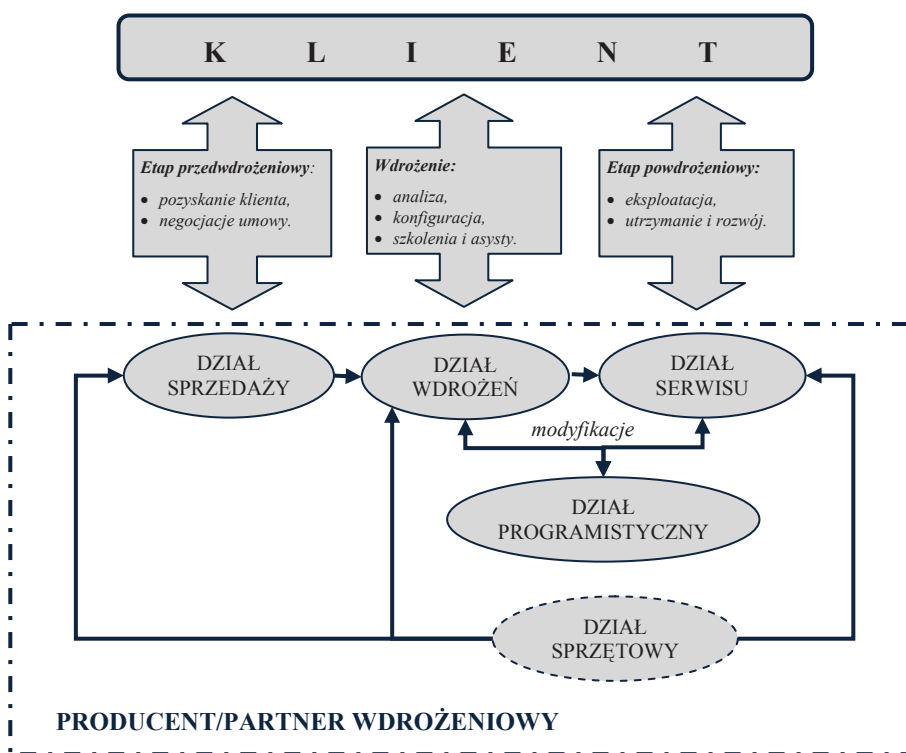 K L I E N T
Etap przedwdrożeniowy:
• pozyskanie klienta,
• negocjacje umowy.
Wdrożenie:
• analiza,
• konfiguracja,
• szkolenia i asysty.
Etap powdrożeniowy:
• eksploatacja,
• utrzymanie i rozwój.
DZIAŁ
SPRZEDAŻY
DZIAŁ
WDROŻEŃ
DZIAŁ
SERWISU
modyfikacje
DZIAŁ
PROGRAMISTYCZNY
DZIAŁ
SPRZĘTOWY
PRODUCENT/PARTNER WDROŻENIOWY